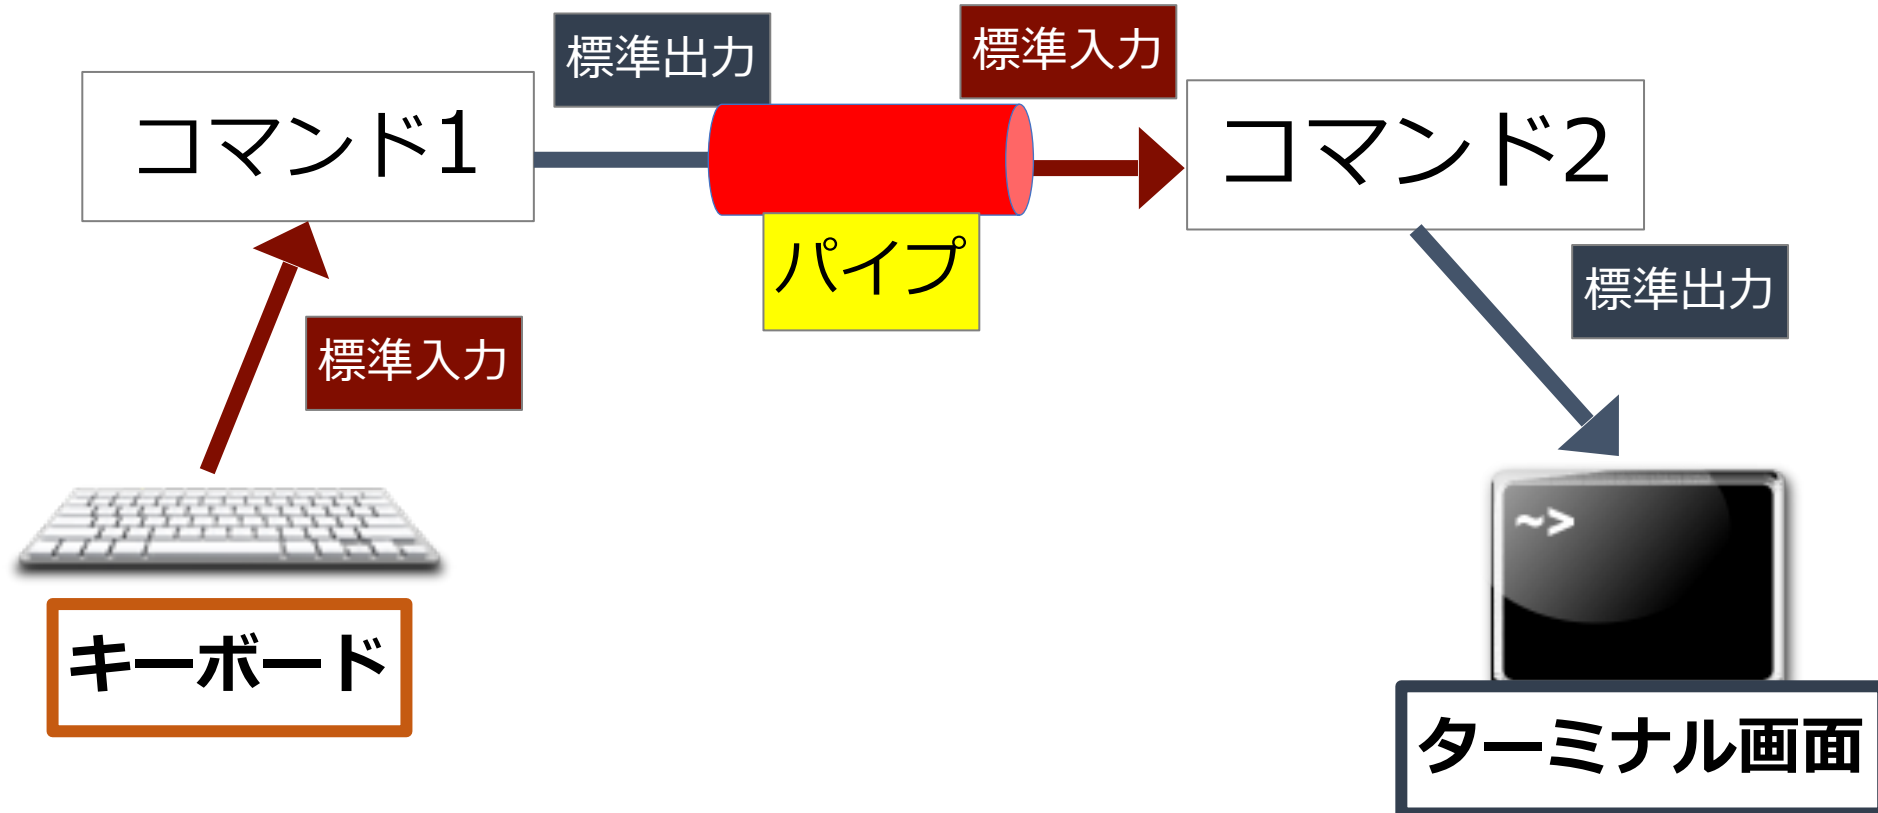 標準出力
標準入力
コマンド1
コマンド2
パイプ
標準出力
標準入力
~>
キーボード
ターミナル画面